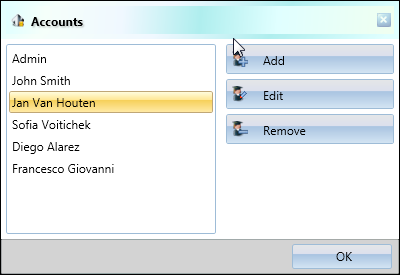 Accounts
Admin
John Smith
Jan Van Houten
Sofia Voitichek
Diego Alarez
Francesco Giovanni
Add
Edit
Remove
OK